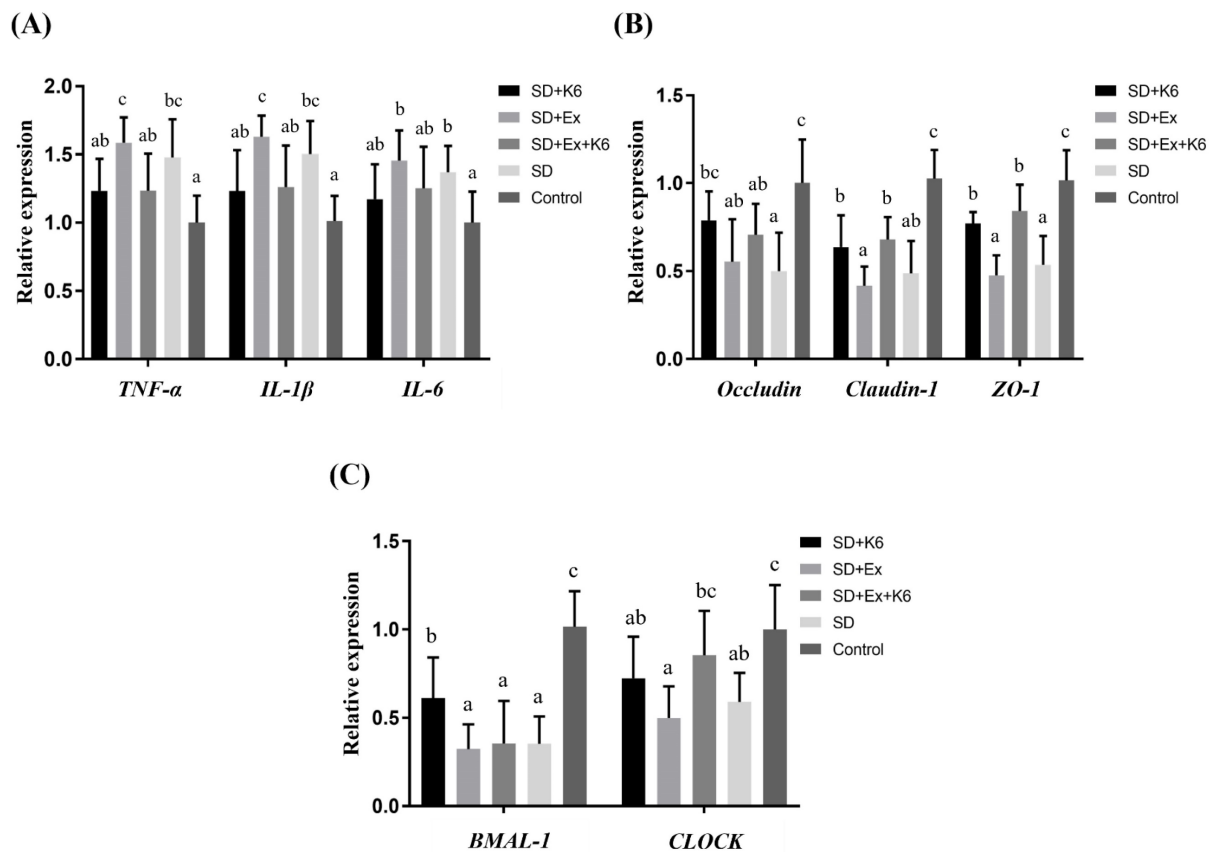 (A)
Relative expression
2.0
1.5
1.0
0.5
0.0
ab c ab bc a
ab c ab bc a
ab b ab b a
TNF-α IL-1β IL-6
SD+K6
SD+Ex
SD+Ex+K6
SD
Control
(B)
Relative expression
1.5
1.0
0.5
0.0
bc ab ab a c
b a b ab c
b a b a c
Occludin Claudin-1 ZO-1
SD+K6
SD+Ex
SD+Ex+K6
SD
Control
(C)
Relative expression
1.5
1.0
0.5
0.0
b a a a c
ab a bc ab c
BMAL-1 CLOCK
SD+K6
SD+Ex
SD+Ex+K6
SD
Control